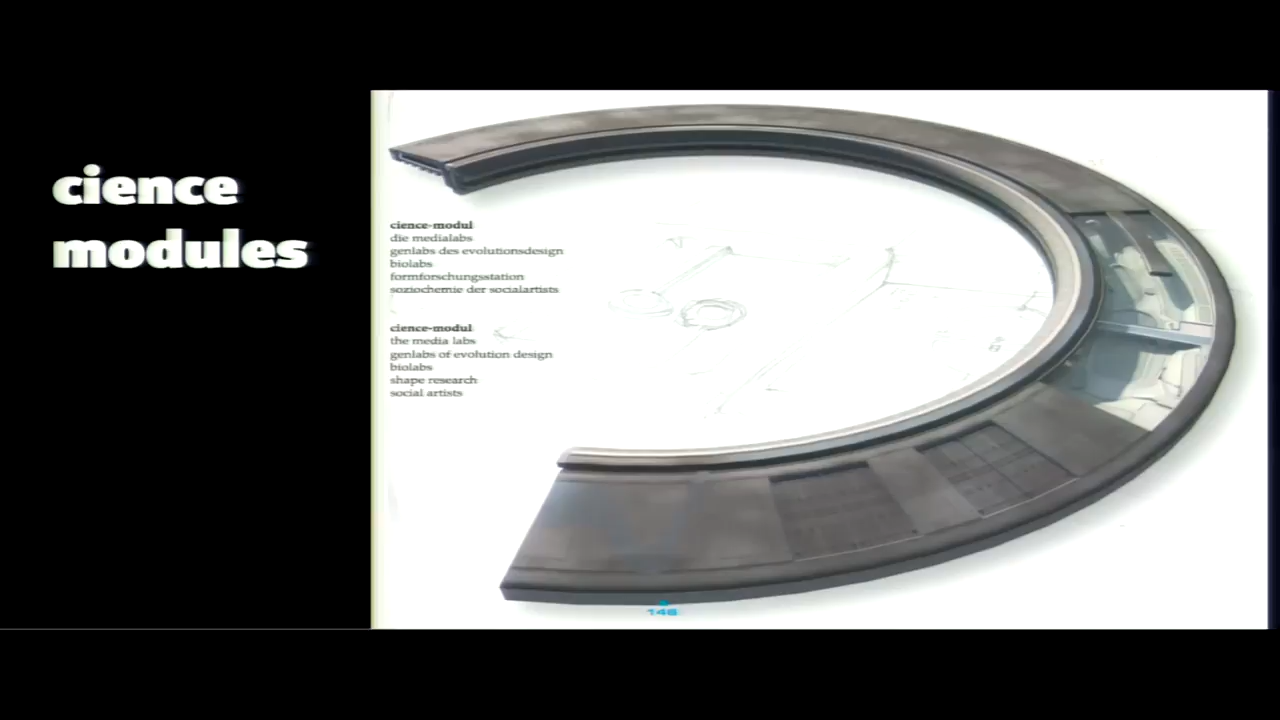 cience
modules
cience-modul
die medialabs
genlabs des evolutionsdesign
biolabs
formforschungsstation
soziochemie der socialartists
cience-modul
the media labs
genlabs of evolution design
biolabs
shape research
social artists
146